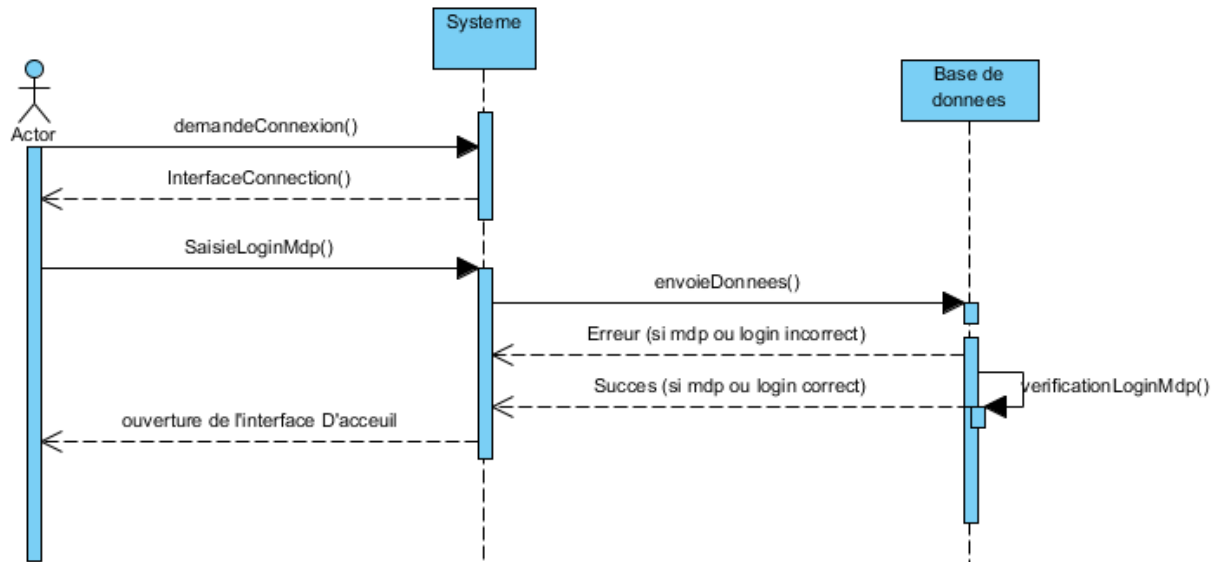 Systeme
Base de
donnees
Actor
demandeConnexion()
InterfaceConnection()
SaisieLoginMdp()
envoieDonnees()
Erreur (si mdp ou login incorrect)
Succes (si mdp ou login correct)
verificationLoginMdp()
ouverture de l'interface D'acceuil